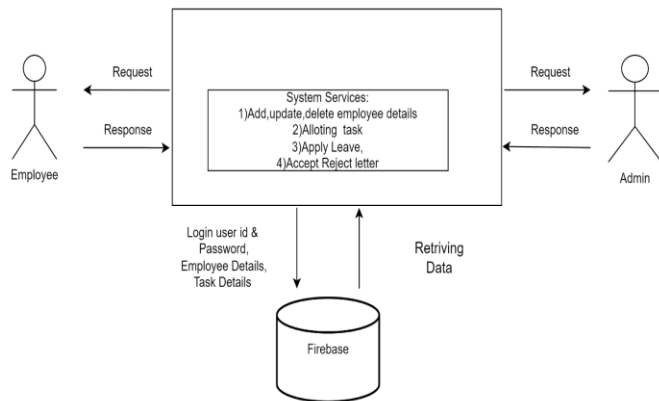 Request
Response
Employee
System Services:
1)Add,update,delete employee details
2)Alloting task
3)Apply Leave,
4)Accept Reject letter
Request
Response
Admin
Login user id &
Password,
Employee Details,
Task Details
Retriving
Data
Firebase